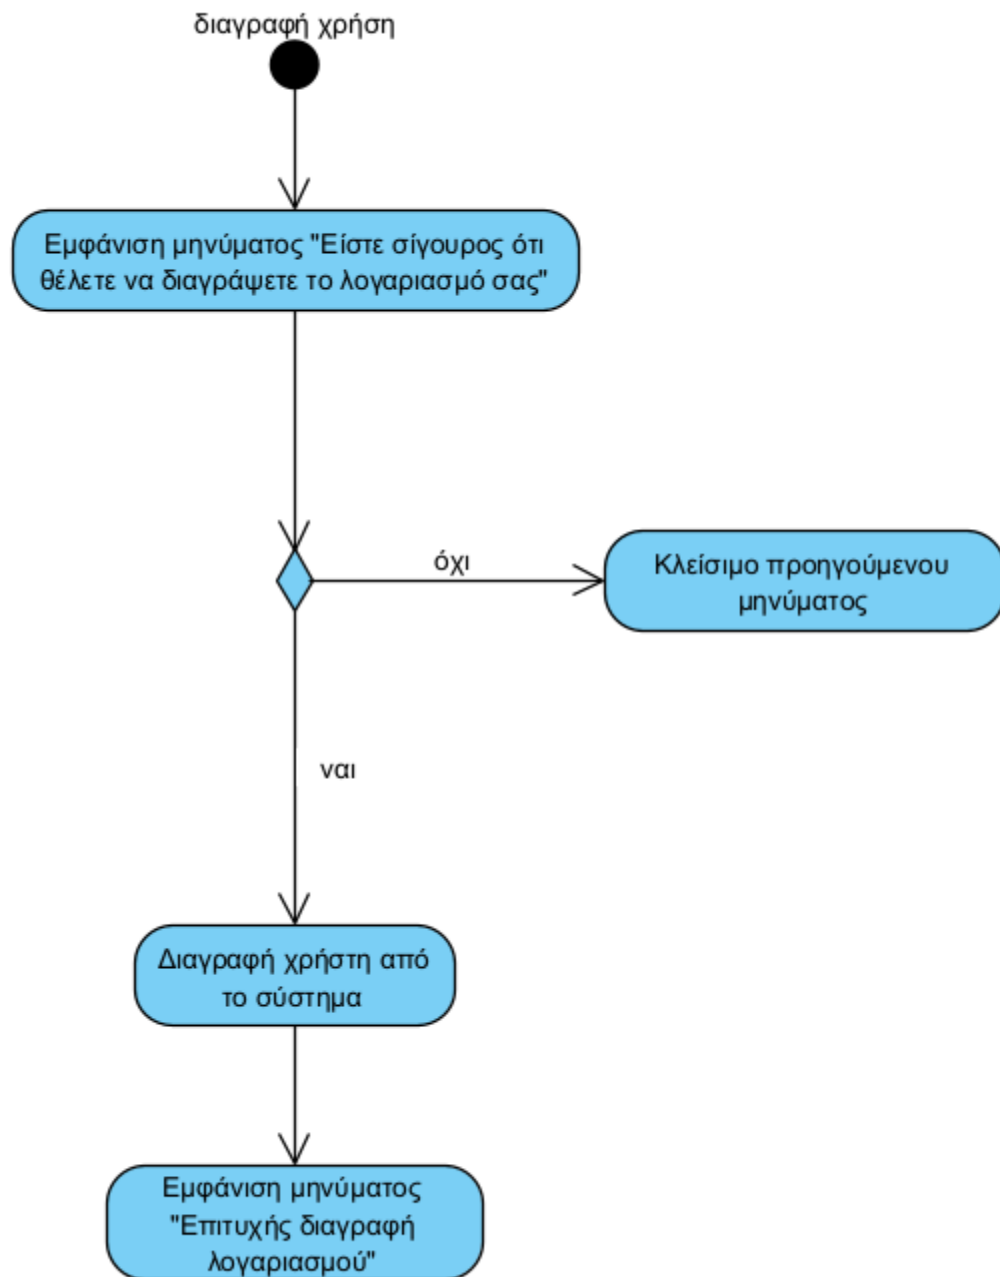 διαγραφή χρήση
Εμφάνιση μηνύματος "Είστε σίγουρος ότι
θέλετε να διαγράψετε το λογαριασμό σας"
όχι
Κλείσιμο προηγούμενου
μηνύματος
ναι
Διαγραφή χρήστη από
το σύστημα
Εμφάνιση μηνύματος
"Επιτυχής διαγραφή
λογαριασμού"